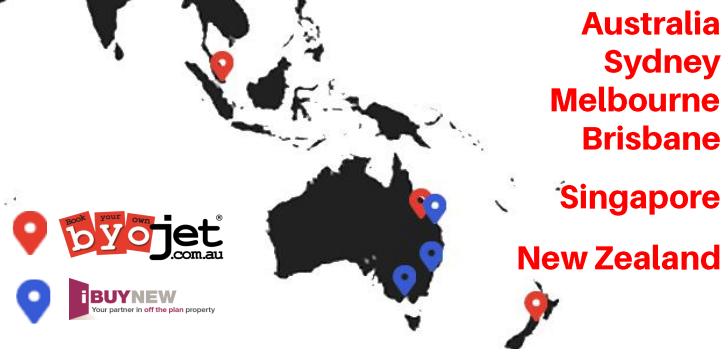 Australia
Sydney
Melbourne
Brisbane
Singapore
New Zealand
Book your own
byojet®
.com.au
iBUYNEW
Your partner in off the plan property